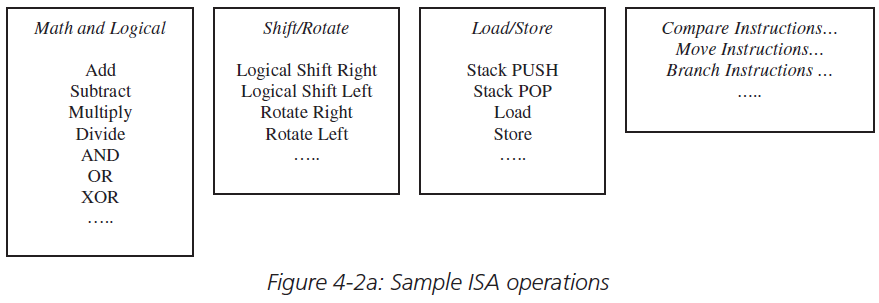 Math and Logical
Add
Subtract
Multiply
Divide
AND
OR
XOR
…..
Shift/Rotate
Logical Shift Right
Logical Shift Left
Rotate Right
Rotate Left
…..
Load/Store
Stack PUSH
Stack POP
Load
Store
…..
Compare Instructions…
Move Instructions…
Branch Instructions …
…..
Figure 4-2a: Sample ISA operations